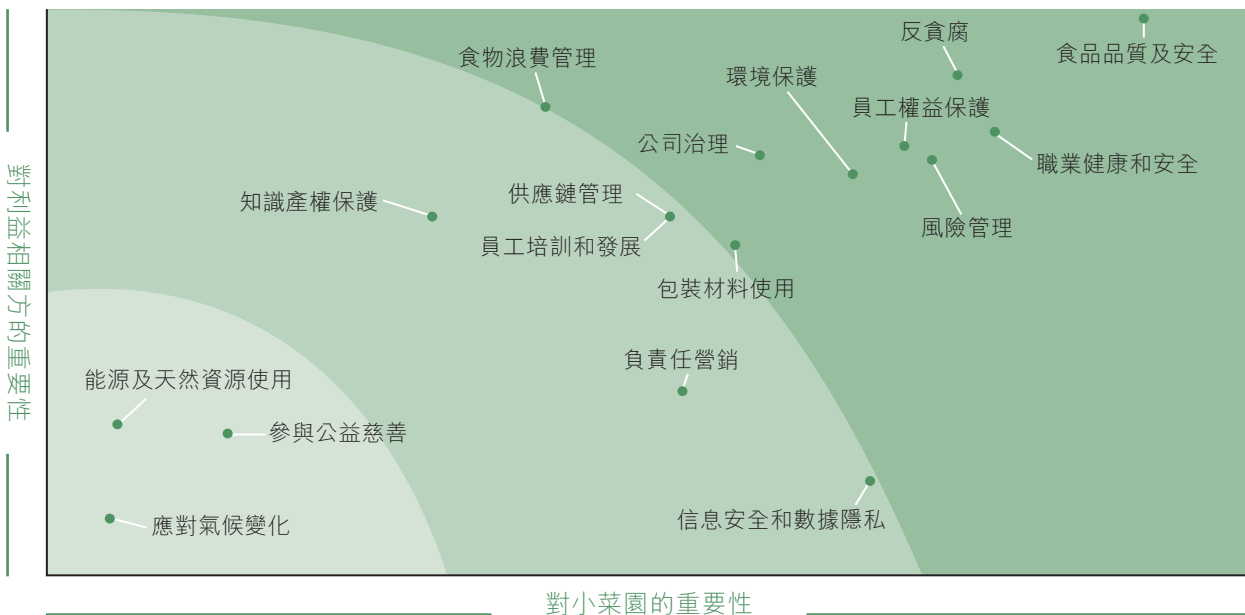 反貪腐
食品品質及安全
食物浪費管理
環境保護
員工權益保護
公司治理
職業健康和安全
知識產權保護
供應鏈管理
風險管理
員工培訓和發展
包裝材料使用
負責任營銷
能源及天然資源使用
參與公益慈善
信息安全和數據隱私
應對氣候變化
對利益相關方的重要性
對小菜園的重要性